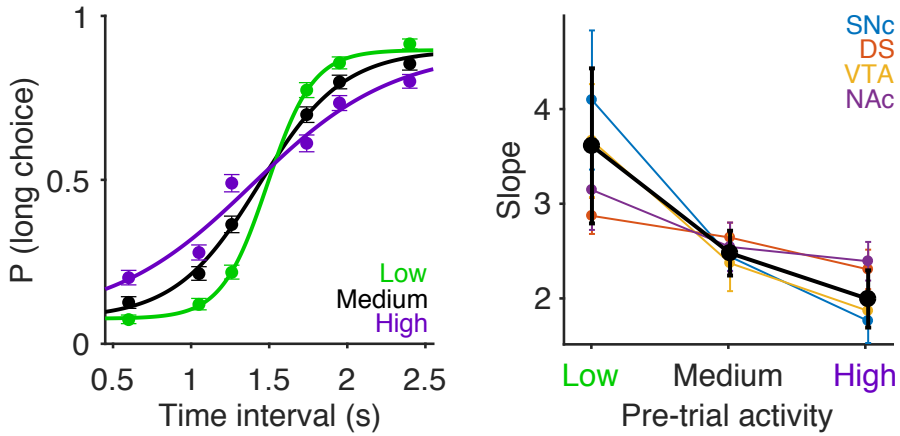 1
0.5
0
P (long choice)
Low
Medium
High
0.5 1 1.5 2 2.5
Time interval (s)
SNc
DS
VTA
NAc
4
3
2
Slope
Low Medium High
Pre-trial activity